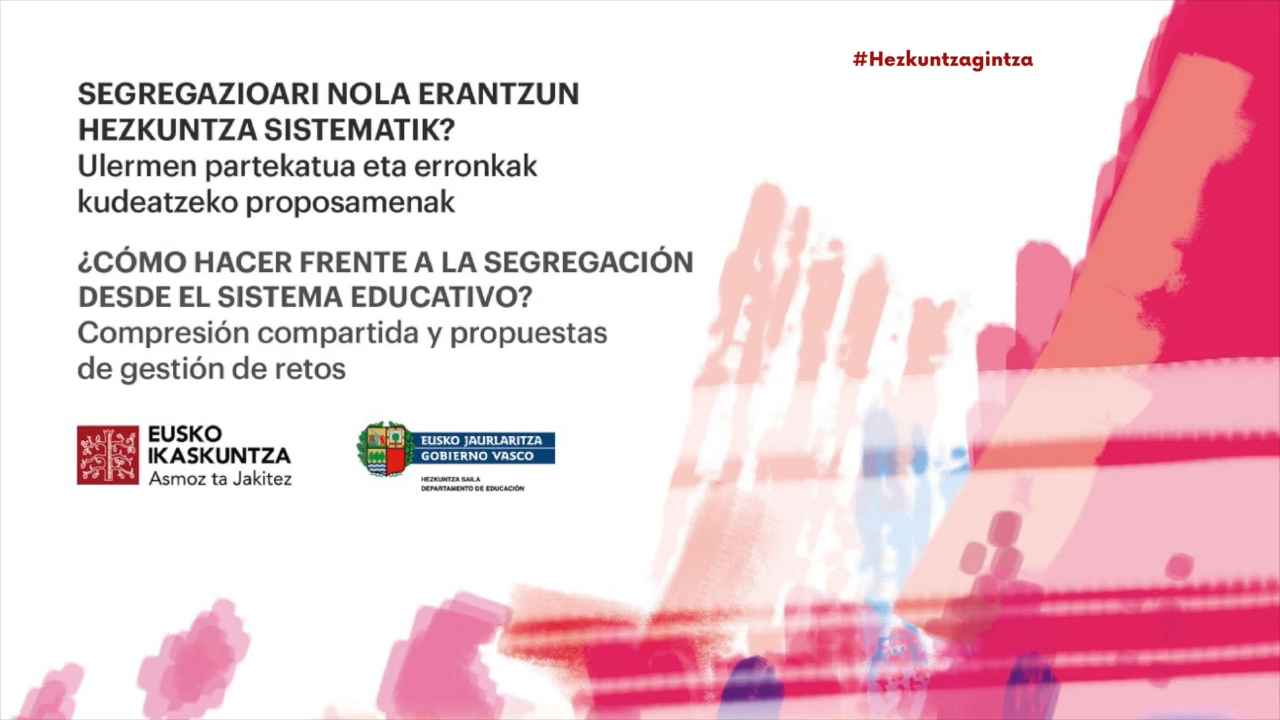 #Hezkuntzagintza
SEGREGAZIOARI NOLA ERANTZUN
HEZKUNTZA SISTEMATIK?
Ulermen partekatua eta erronkak
kudeatzeko proposamenak
¿CÓMO HACER FRENTE A LA SEGREGACIÓN
DESDE EL SISTEMA EDUCATIVO?
Compresión compartida y propuestas
de gestión de retos
EUSKO
IKASKUNTZA
Asmoz ta Jakitez
EUSKO JAURLARITZA
GOBIERNO VASCO
HEZKUNTZA SAILA
DEPARTAMENTO DE EDUCACIÓN